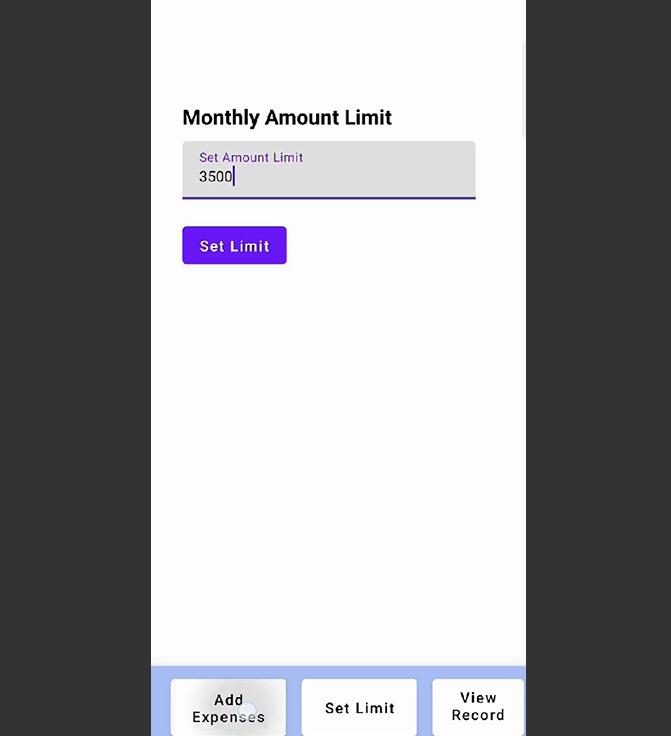 Monthly Amount Limit
Set Amount Limit
3500
Set Limit
Add
Expenses
Set Limit
View
Record